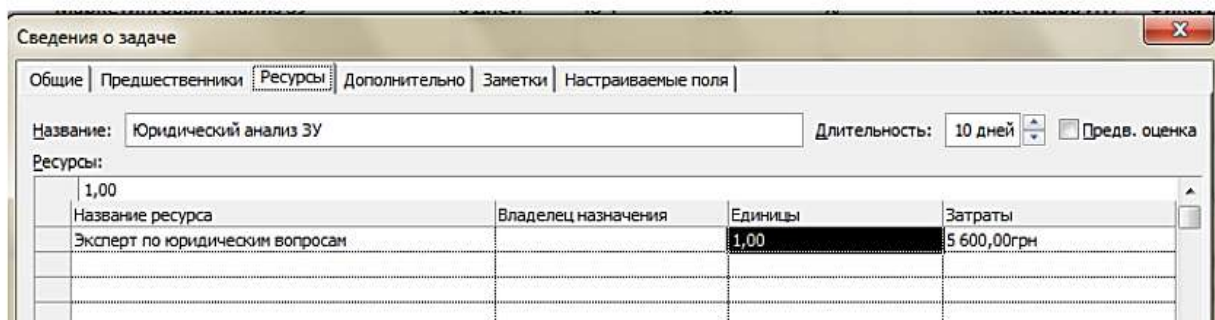 Сведения о задаче
Общие Предшественники Ресурсы Дополнительно Заметки Настраиваемые поля
Название: Юридический анализ ЗУ Длительность: 10 дней Предв. оценка
Ресурсы:
1,00
Название ресурса Владелец назначения Единицы Затраты
Эксперт по юридическим вопросам 1,00 5 600,00грн